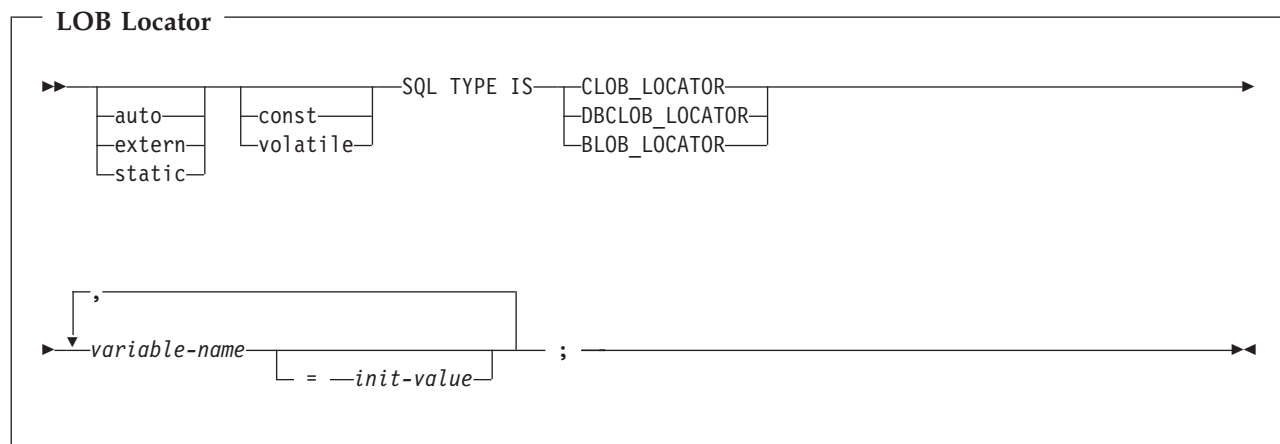 LOB Locator
SQL TYPE IS CLOB_LOCATOR
auto const DBCLOB_LOCATOR
extern volatile BLOB_LOCATOR
static
,
variable-name ;
= init-value